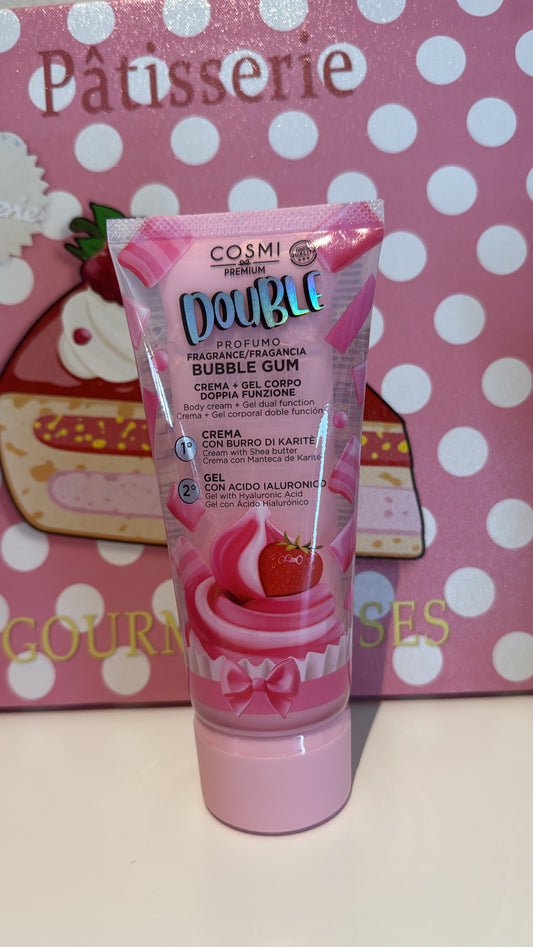 Pâtisserie
COSMI
PREMIUM
DOUBLE
PROFUMO
FRAGRANCE/FRAGANCIA
BUBBLE GUM
CREMA + GEL CORPO
DOPPIA FUNZIONE
Body cream + Gel dual function
Crema + Gel corporal doble función
1° CREMA
CON BURRO DI KARITÈ
Cream with Shea butter
Crema con Manteca de Karité
2° GEL
CON ACIDO IALURONICO
Gel with Hyaluronic Acid
Gel con Ácido Hialurónico